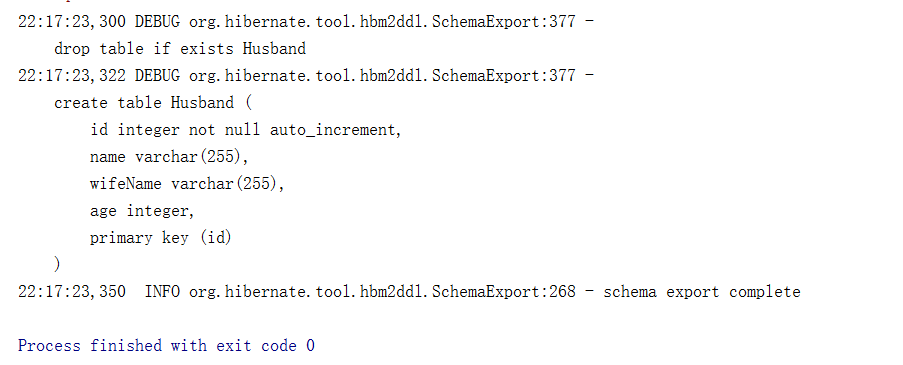 22:17:23,300 DEBUG org.hibernate.tool.hbm2ddl.SchemaExport:377 -
drop table if exists Husband
22:17:23,322 DEBUG org.hibernate.tool.hbm2ddl.SchemaExport:377 -
create table Husband (
id integer not null auto_increment,
name varchar(255),
wifeName varchar(255),
age integer,
primary key (id)
)
22:17:23,350  INFO org.hibernate.tool.hbm2ddl.SchemaExport:268 - schema export complete
Process finished with exit code 0